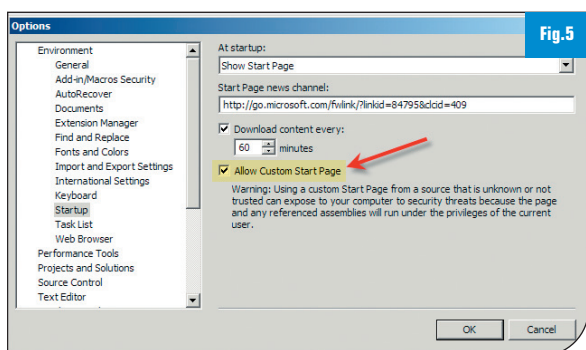 Options
Fig.5
Environment
General
Add-in/Macros Security
AutoRecover
Documents
Extension Manager
Find and Replace
Fonts and Colors
Import and Export Settings
International Settings
Keyboard
Startup
Task List
Web Browser
Performance Tools
Projects and Solutions
Source Control
Text Editor
At startup:
Show Start Page
Start Page news channel:
http://go.microsoft.com/fwlink/?linkid=84795&clcid=409
Download content every:
60 minutes
Allow Custom Start Page
Warning: Using a custom Start Page from a source that is unknown or not
trusted can expose to your computer to security threats because the page
and any referenced assemblies will run under the privileges of the current
user.
OK Cancel